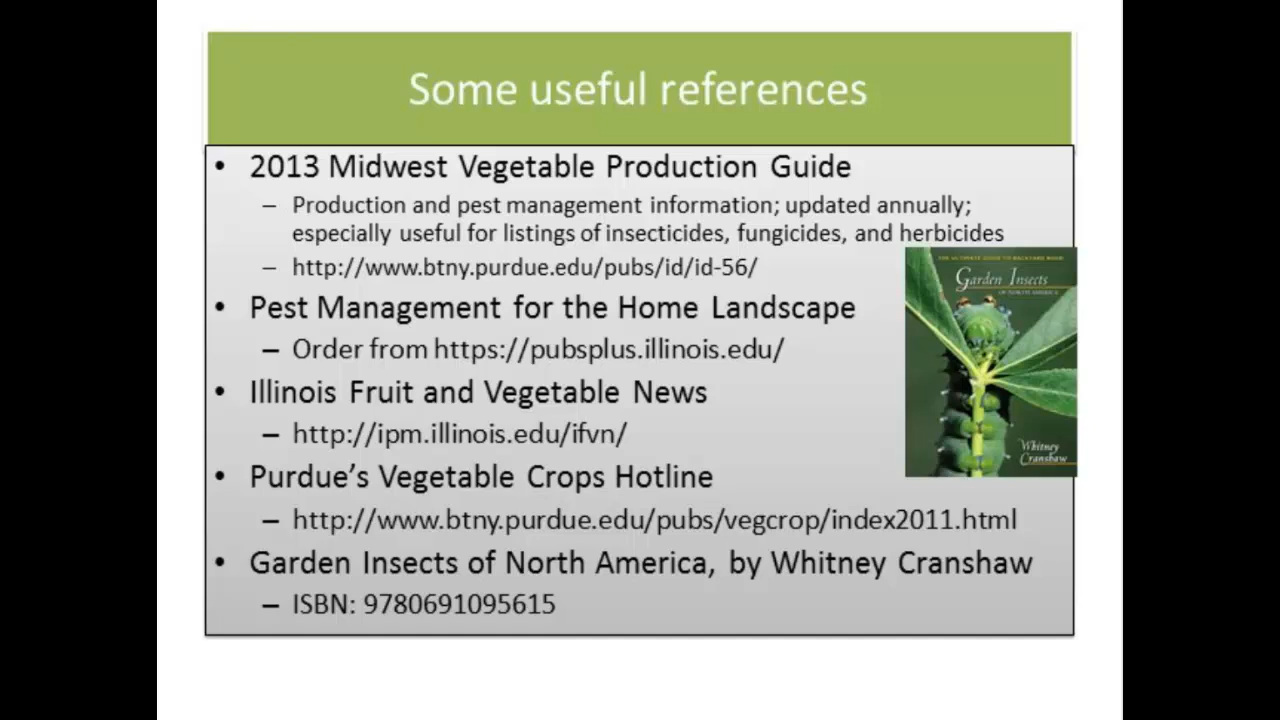 Some useful references
• 2013 Midwest Vegetable Production Guide
– Production and pest management information; updated annually;
especially useful for listings of insecticides, fungicides, and herbicides
– http://www.btny.purdue.edu/pubs/id/id-56/
THE ULTIMATE GUIDE TO BACKYARD BUGS
Garden Insects
OF NORTH AMERICA
• Pest Management for the Home Landscape
– Order from https://pubsplus.illinois.edu/
• Illinois Fruit and Vegetable News
– http://ipm.illinois.edu/ifvn/
Whitney
Cranshaw
• Purdue’s Vegetable Crops Hotline
– http://www.btny.purdue.edu/pubs/vegcrop/index2011.html
• Garden Insects of North America, by Whitney Cranshaw
– ISBN: 9780691095615